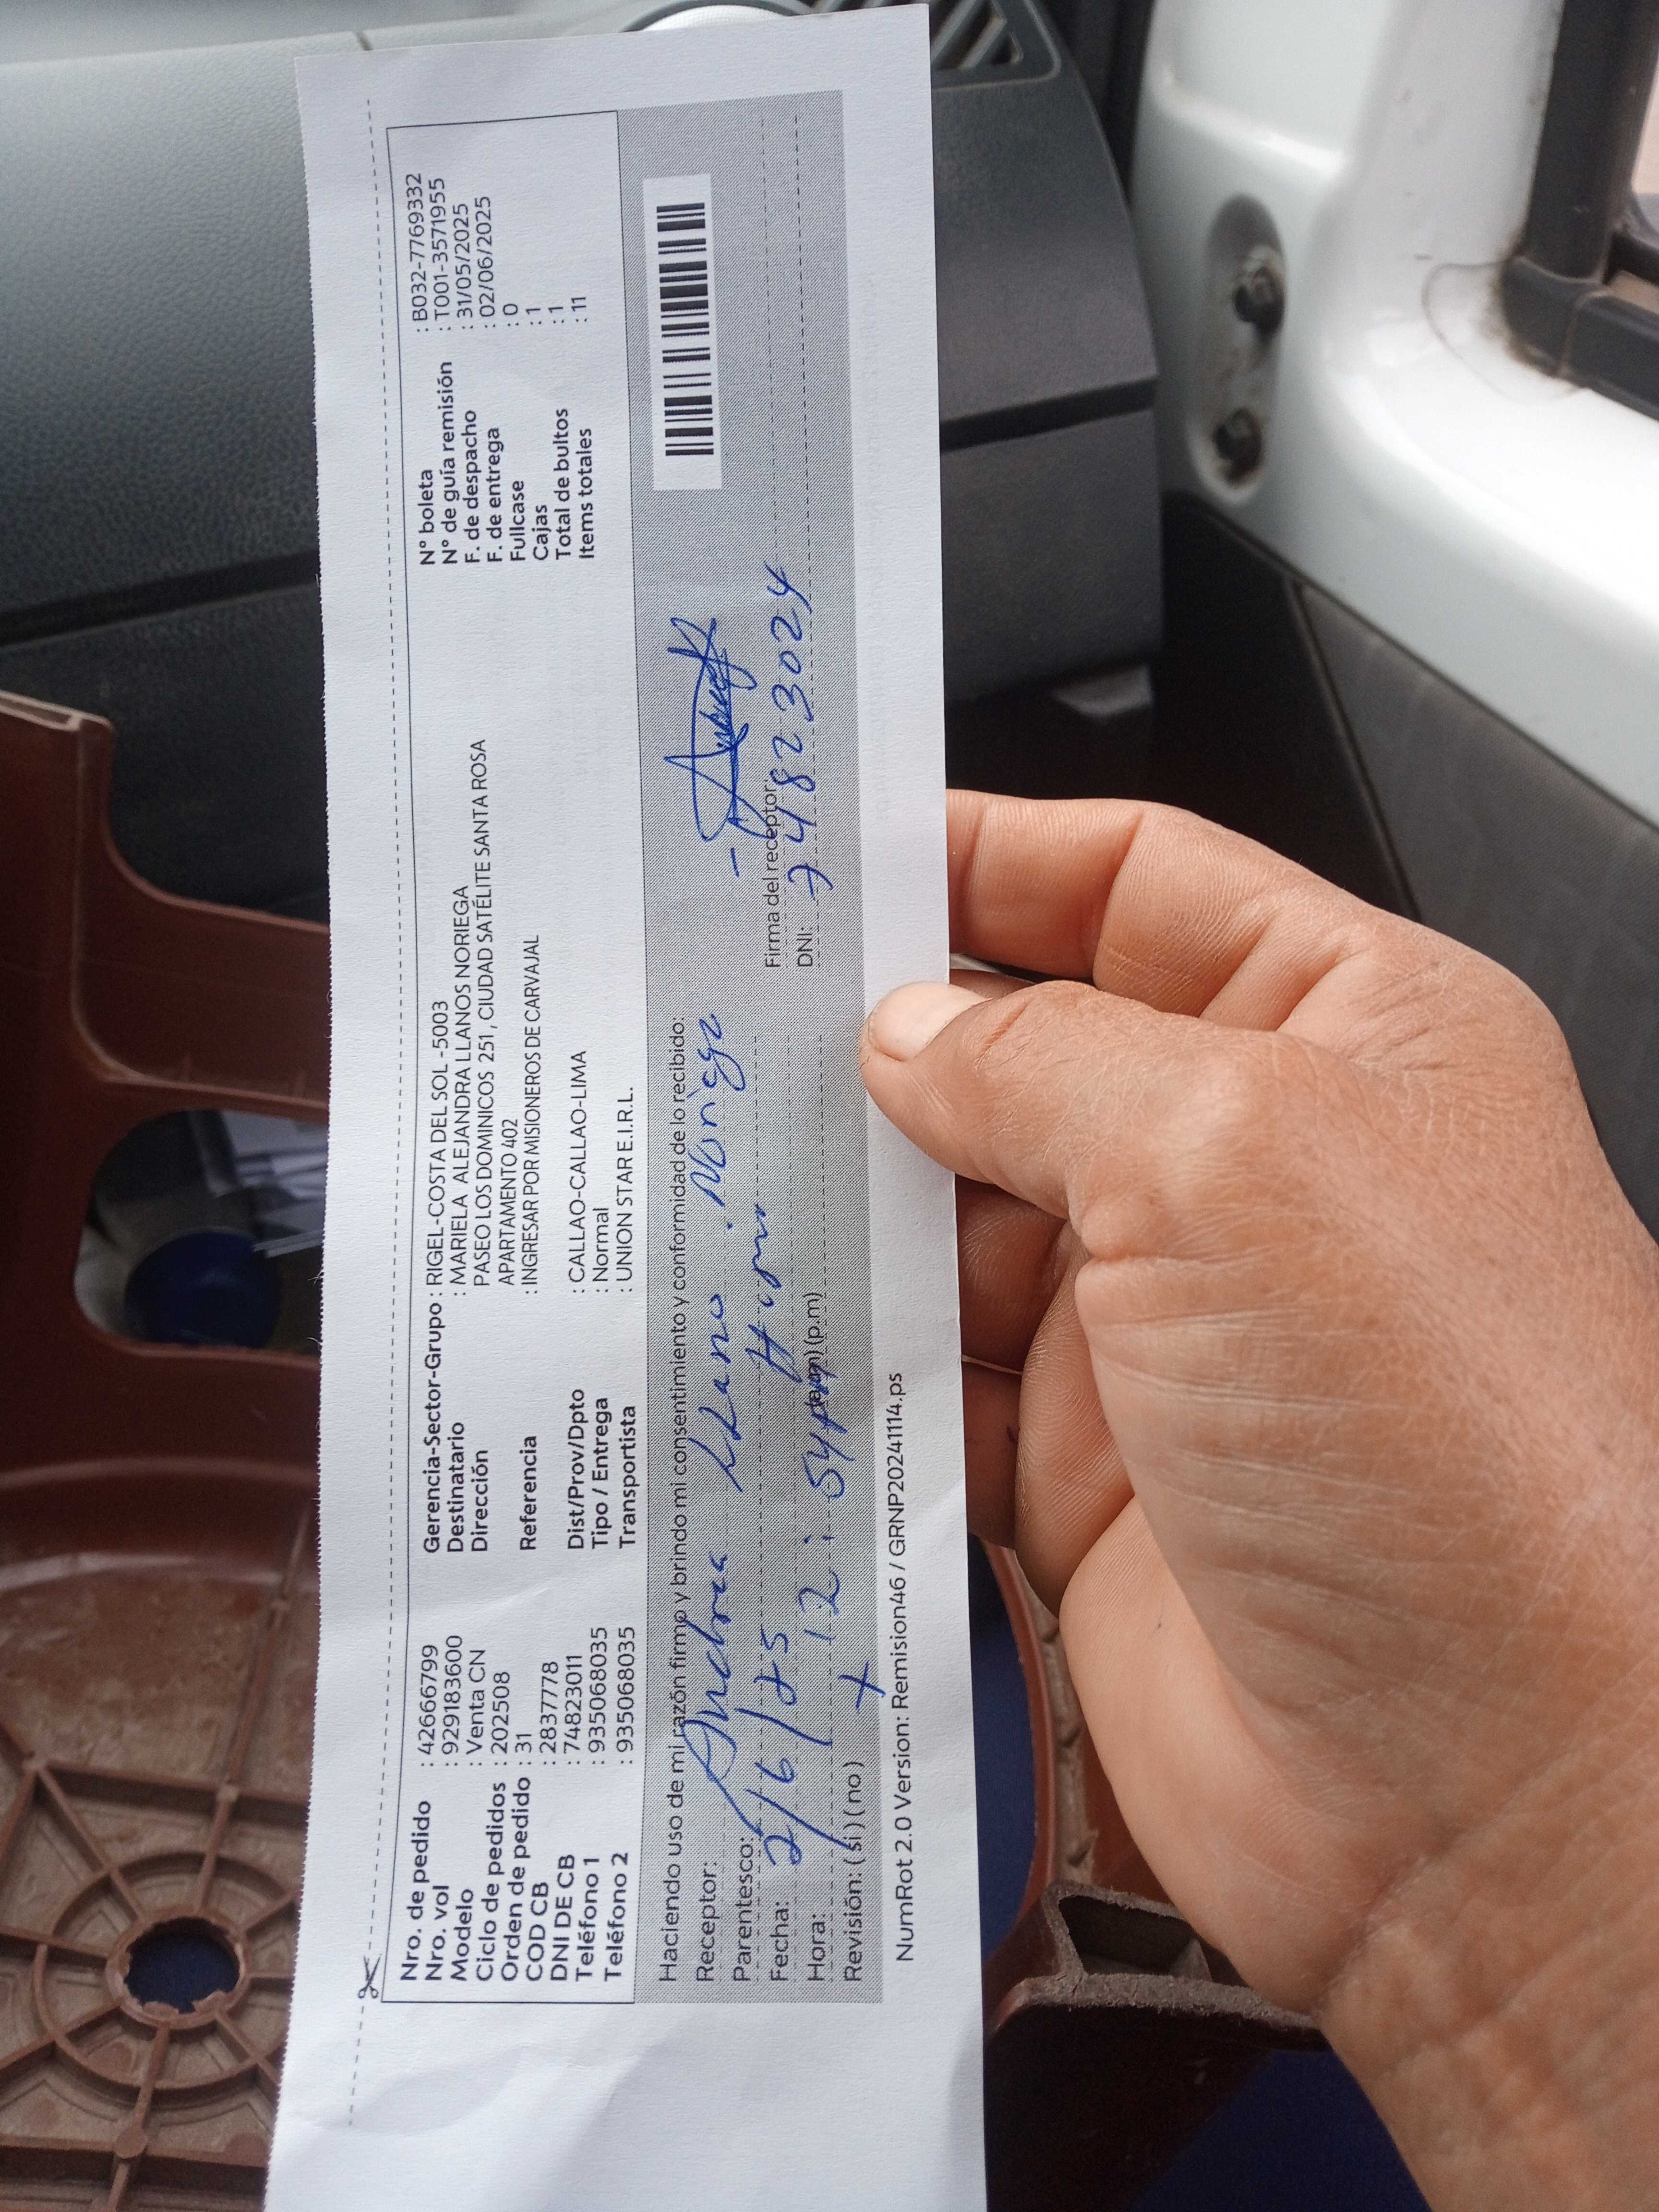 Nro. de pedido : 42666799
Nro. vol : 929183600
Modelo : Venta CN
Ciclo de pedidos : 202508
Orden de pedido : 31
COD CB : 2837778
DNI DE CB : 74823011
Teléfono 1 : 935068035
Teléfono 2 : 935068035
Gerencia-Sector-Grupo : RIGEL-COSTA DEL SOL -5003
Destinatario : MARIELA ALEJANDRA LLANOS NORIEGA
Dirección PASEO LOS DOMINICOS 251, CIUDAD SATÉLITE SANTA ROSA
APARTAMENTO 402
Referencia : INGRESAR POR MISIONEROS DE CARVAJAL
Dist/Prov/Dpto : CALLAO-CALLAO-LIMA
Tipo / Entrega : Normal
Transportista : UNION STAR E.I.R.L.
N° boleta : B032-7769332
N° de guía remisión : T001-3571955
F. de despacho : 31/05/2025
F. de entrega : 02/06/2025
Fullcase : 0
Cajas : 1
Total de bultos : 1
Items totales : 11
Haciendo uso de mi razón firmo y brindo mi consentimiento y conformidad de lo recibido:
Receptor: Andrea LLano Noriega
Parentesco:
Fecha: 2/6/25
Hora: 12:54 (a.m) (p.m)
Revisión: ( si ) ( no ) X
Firma del receptor:
DNI: 74823024
NumRot 2.0 Version: Remision46 / GRNP20241114.ps